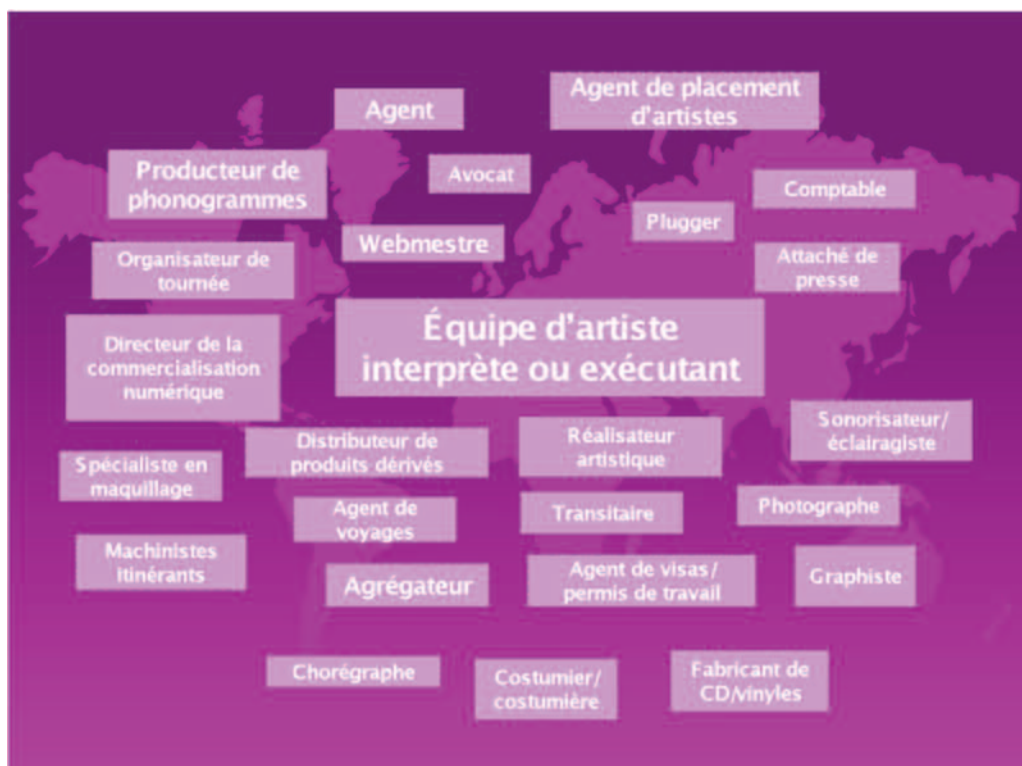 Agent
Agent de placement
d'artistes
Producteur de
phonogrammes
Avocat
Comptable
Plugger
Webmestre
Organisateur de
tournée
Attaché de
presse
Équipe d'artiste
interprète ou exécutant
Directeur de la
commercialisation
numérique
Sonorisateur/
éclairagiste
Distributeur de
produits dérivés
Réalisateur
artistique
Spécialiste en
maquillage
Agent de
voyages
Transitaire
Photographe
Machinistes
itinérants
Agrégateur
Agent de visas/
permis de travail
Graphiste
Chorégraphe
Costumier/
costumière
Fabricant de
CD/vinyles